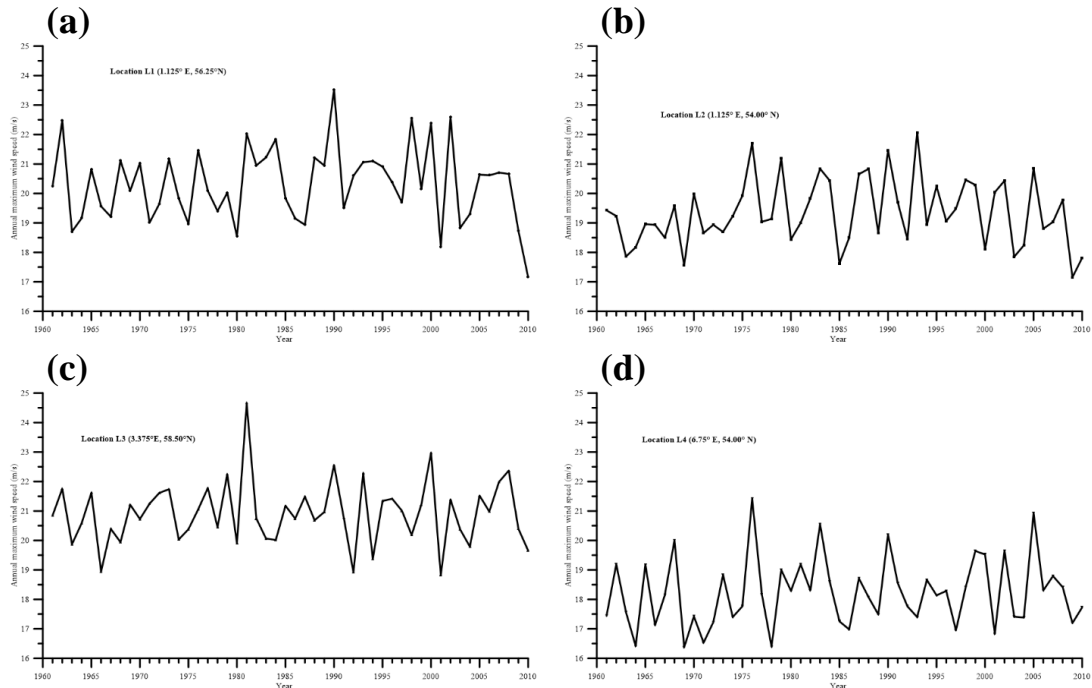 (a)
25
24
23
22
21
20
19
18
17
16
Annual maximum wind speed (m/s)
Location L1 (1.125° E, 56.25°N)
1960 1965 1970 1975 1980 1985 1990 1995 2000 2005 2010
Year
(b)
25
24
23
22
21
20
19
18
17
16
Annual maximum wind speed (m/s)
Location L2 (1.125° E, 54.00° N)
1960 1965 1970 1975 1980 1985 1990 1995 2000 2005 2010
Year
(c)
25
24
23
22
21
20
19
18
17
16
Annual maximum wind speed (m/s)
Location L3 (3.375°E, 58.50°N)
1960 1965 1970 1975 1980 1985 1990 1995 2000 2005 2010
Year
(d)
25
24
23
22
21
20
19
18
17
16
Annual maximum wind speed (m/s)
Location L4 (6.75° E, 54.00° N)
1960 1965 1970 1975 1980 1985 1990 1995 2000 2005 2010
Year